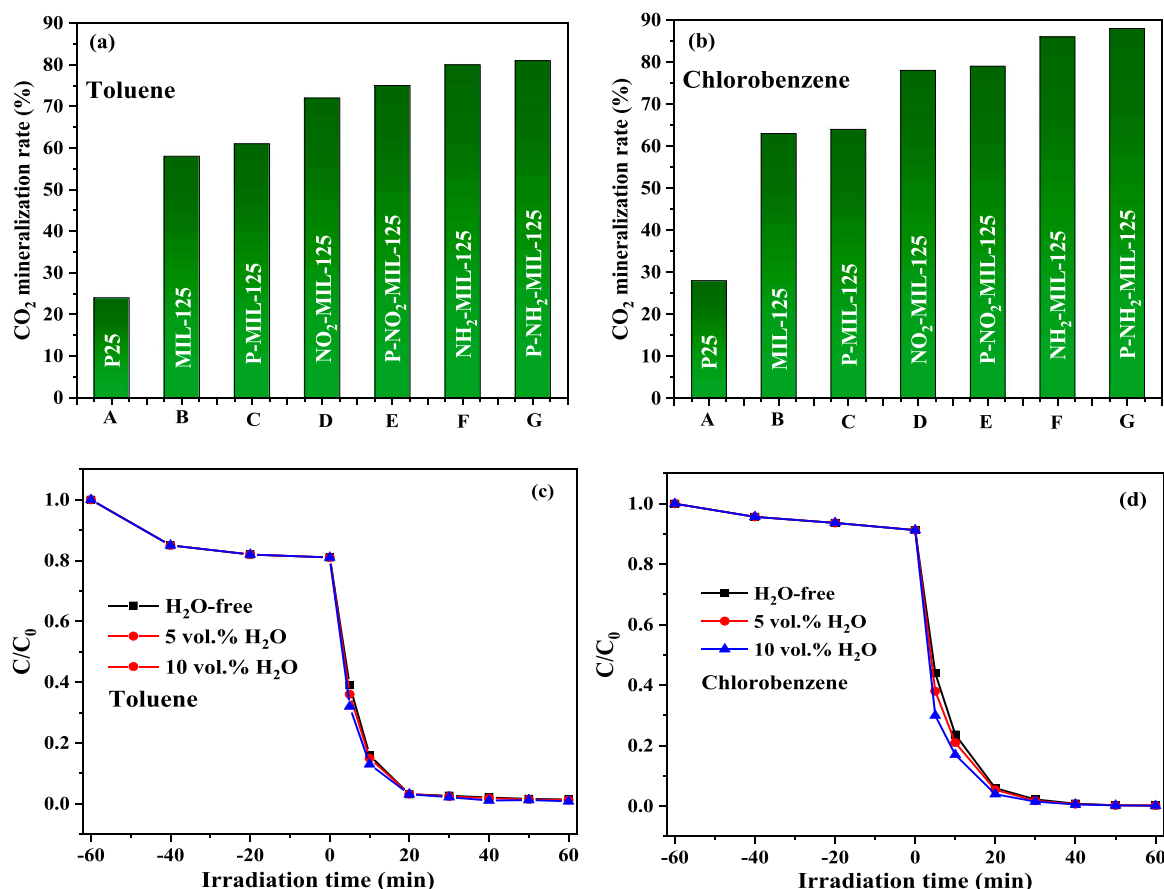 (a)
Toluene
CO₂ mineralization rate (%)
90
80
70
60
50
40
30
20
10
0
P25
MIL-125
P-MIL-125
NO₂-MIL-125
P-NO₂-MIL-125
NH₂-MIL-125
P-NH₂-MIL-125
A B C D E F G
(b)
Chlorobenzene
CO₂ mineralization rate (%)
90
80
70
60
50
40
30
20
10
0
P25
MIL-125
P-MIL-125
NO₂-MIL-125
P-NO₂-MIL-125
NH₂-MIL-125
P-NH₂-MIL-125
A B C D E F G
(c)
C/C₀
1.0
0.8
0.6
0.4
0.2
0.0
H₂O-free
5 vol.% H₂O
10 vol.% H₂O
Toluene
-60 -40 -20 0 20 40 60
Irradiation time (min)
(d)
C/C₀
1.0
0.8
0.6
0.4
0.2
0.0
H₂O-free
5 vol.% H₂O
10 vol.% H₂O
Chlorobenzene
-60 -40 -20 0 20 40 60
Irradiation time (min)